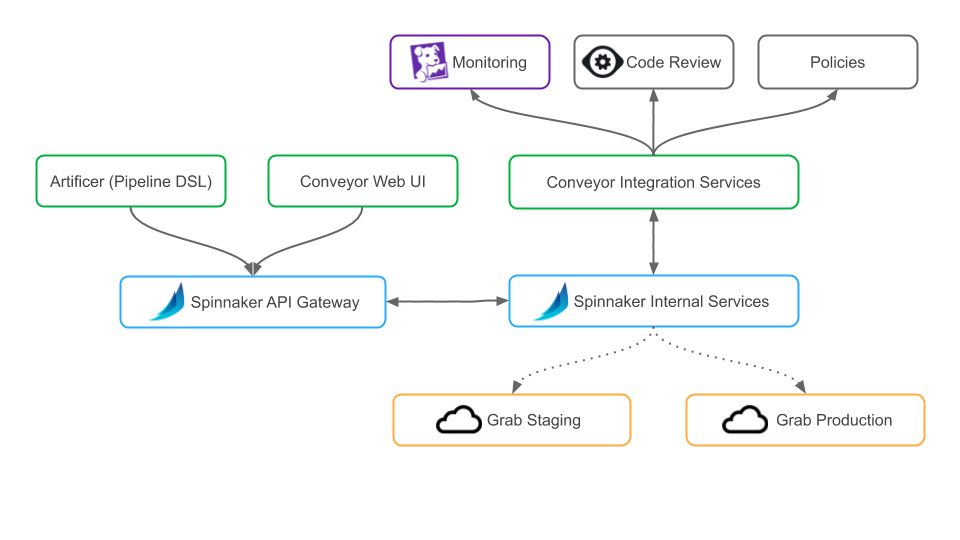 Monitoring
Code Review
Policies
Artificer (Pipeline DSL)
Conveyor Web UI
Conveyor Integration Services
Spinnaker API Gateway
Spinnaker Internal Services
Grab Staging
Grab Production